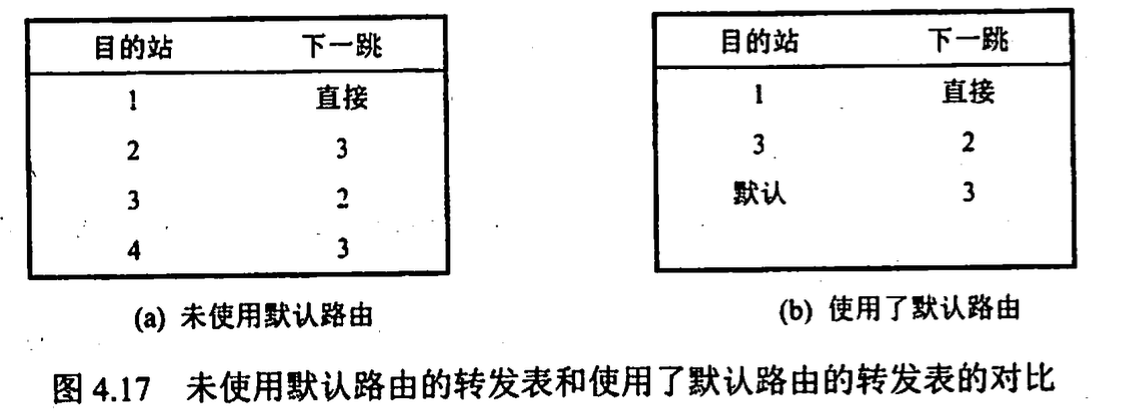 目的站 下一跳
1 直接
2 3
3 2
4 3
(a) 未使用默认路由
目的站 下一跳
1 直接
3 2
默认 3
(b) 使用了默认路由
图 4.17 未使用默认路由的转发表和使用了默认路由的转发表的对比